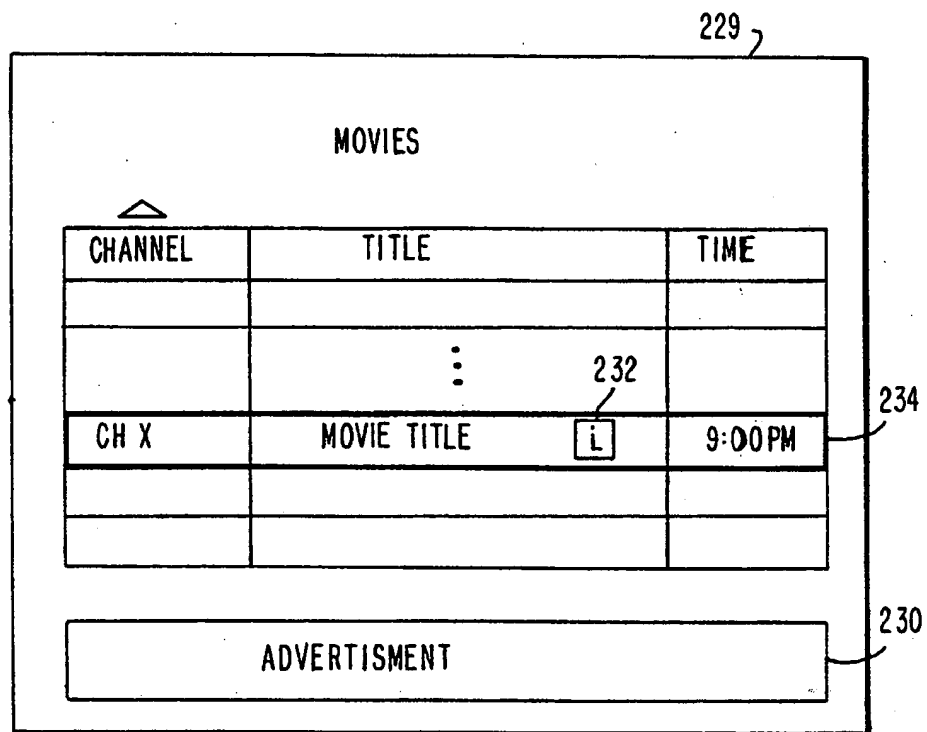 229
MOVIES
CHANNEL TITLE TIME
232
CH X MOVIE TITLE i 9:00PM
234
230
ADVERTISMENT